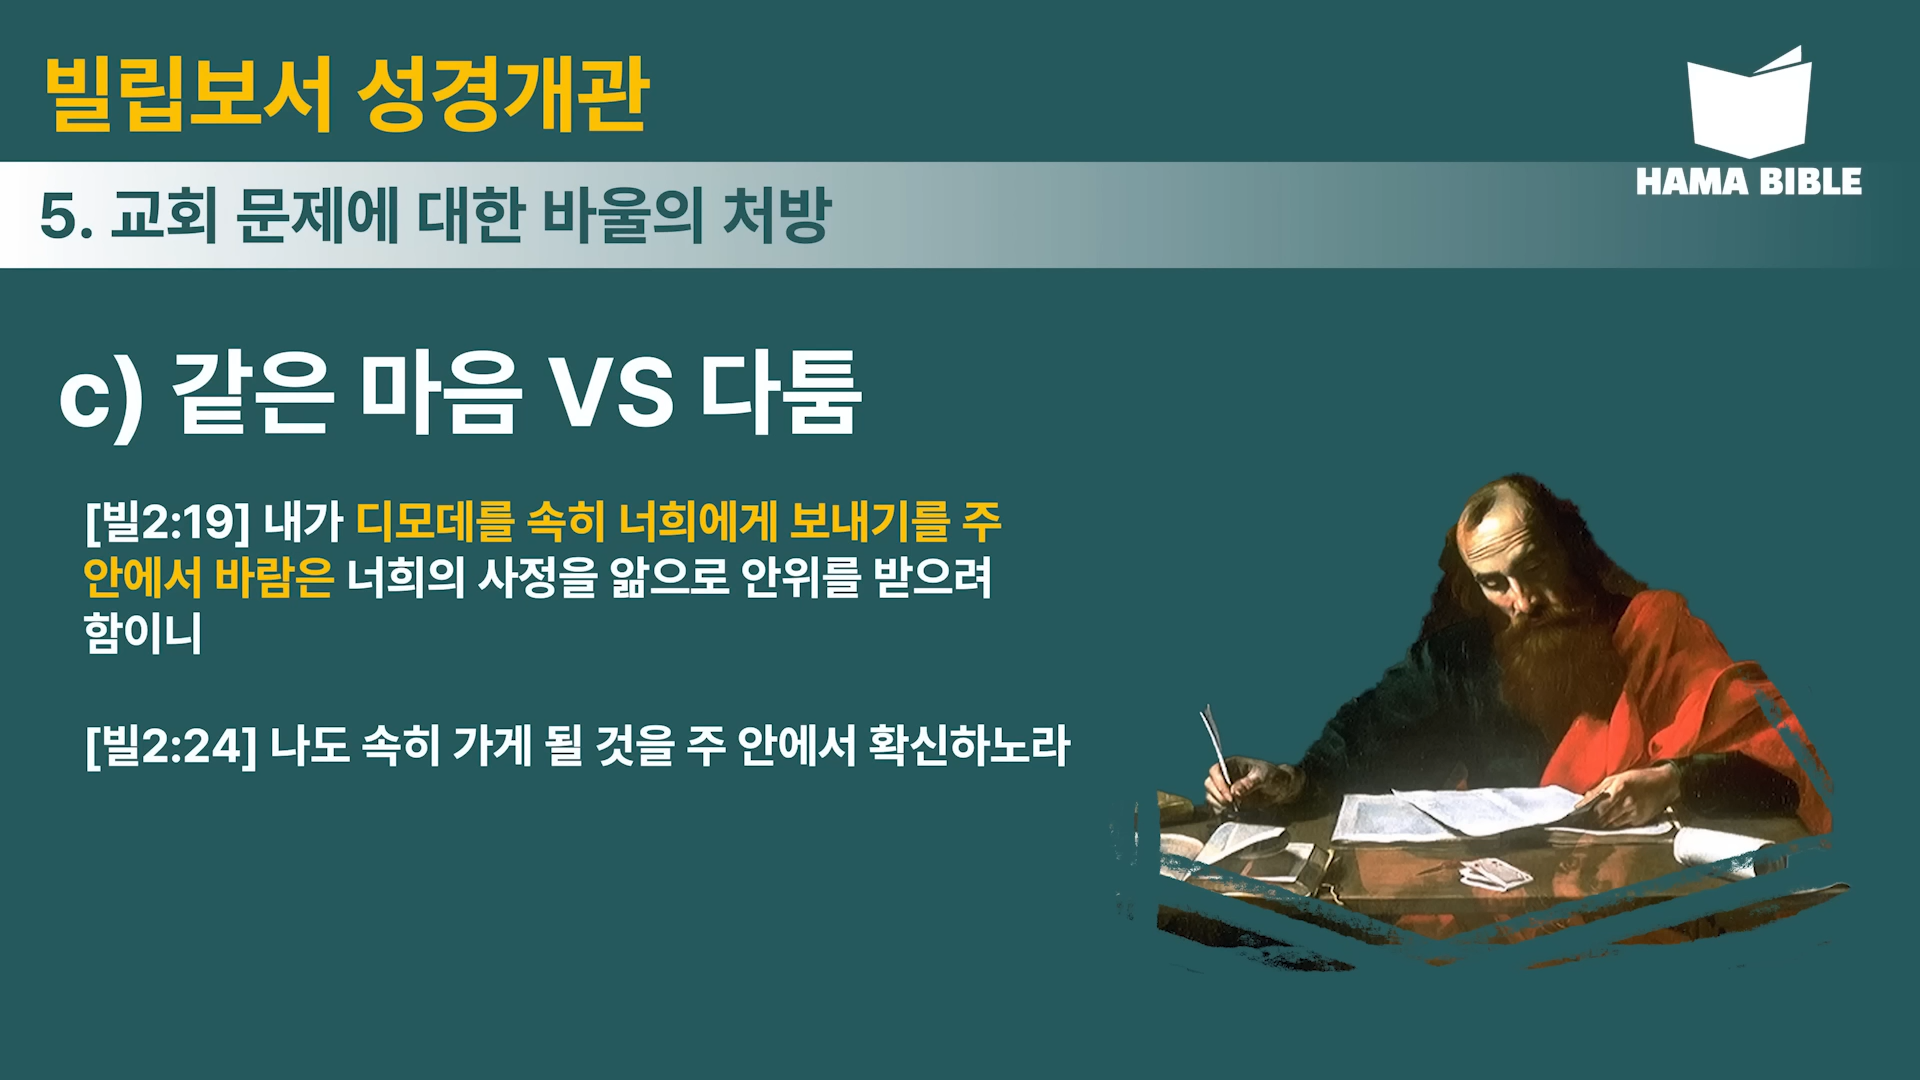 빌립보서 성경개관
HAMA BIBLE
5. 교회 문제에 대한 바울의 처방
c) 같은 마음 VS 다툼
[빌2:19] 내가 디모데를 속히 너희에게 보내기를 주
안에서 바람은 너희의 사정을 앎으로 안위를 받으려
함이니
[빌2:24] 나도 속히 가게 될 것을 주 안에서 확신하노라